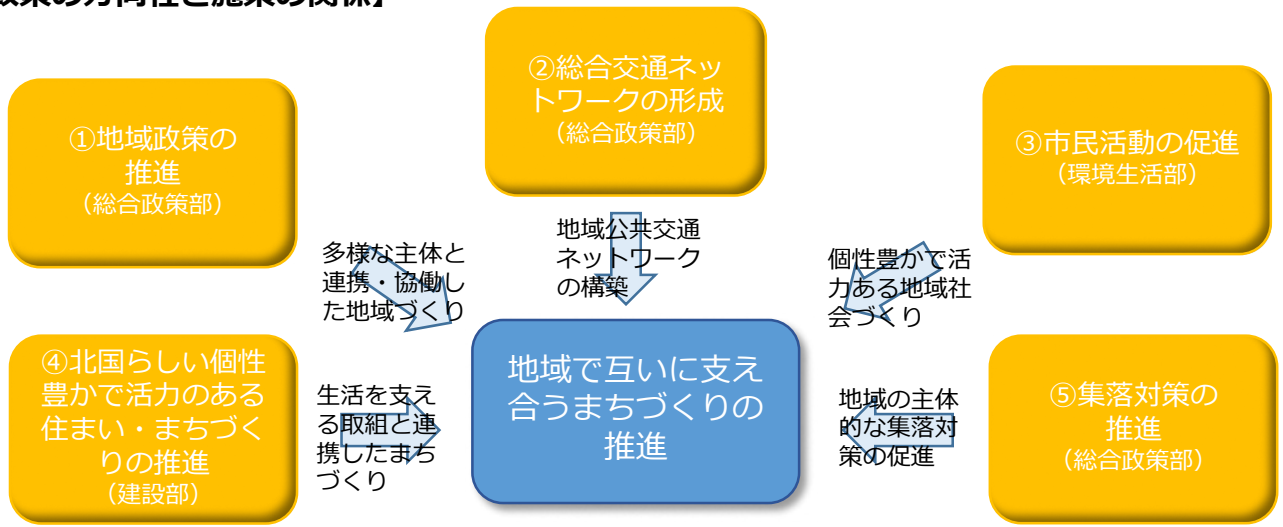 政策の方向性と施策の関係】
①地域政策の
推進
（総合政策部）
②総合交通ネッ
トワークの形成
（総合政策部）
③市民活動の促進
（環境生活部）
多様な主体と
連携・協働し
た地域づくり
地域公共交通
ネットワーク
の構築
個性豊かで活
力ある地域社
会づくり
④北国らしい個性
豊かで活力のある
住まい・まちづく
りの推進
（建設部）
生活を支え
る取組と連
携したまち
づくり
地域で互いに支え
合うまちづくりの
推進
地域の主体
的な集落対
策の促進
⑤集落対策の
推進
（総合政策部）